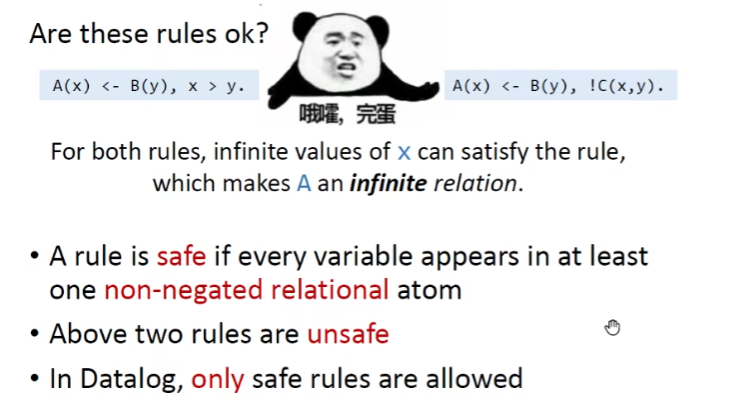 Are these rules ok?
A(x) <- B(y), x > y.
A(x) <- B(y), !C(x,y).
哦嚯，完蛋
For both rules, infinite values of x can satisfy the rule,
which makes A an infinite relation.
• A rule is safe if every variable appears in at least
one non-negated relational atom
• Above two rules are unsafe
• In Datalog, only safe rules are allowed